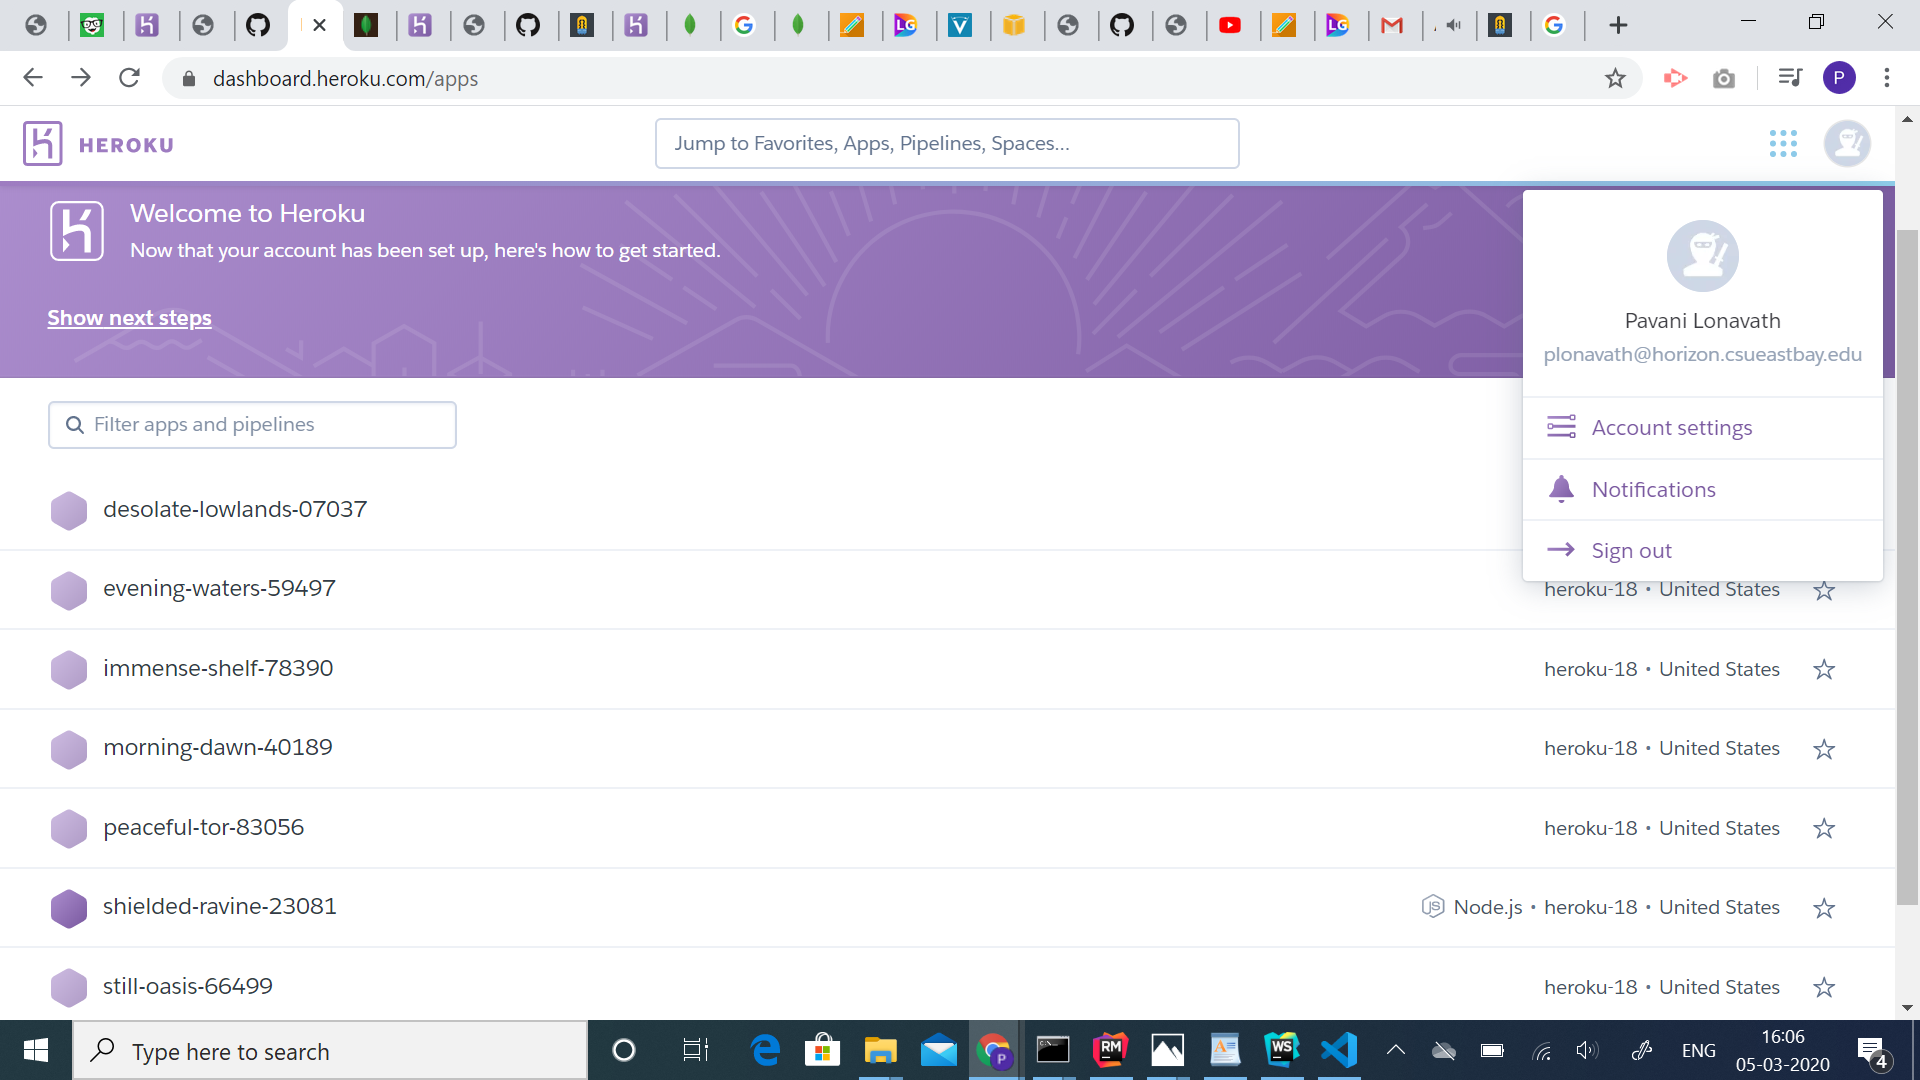 dashboard.heroku.com/apps
P
HEROKU
Jump to Favorites, Apps, Pipelines, Spaces...
Welcome to Heroku
Now that your account has been set up, here's how to get started.
Show next steps
Pavani Lonavath
plonavath@horizon.csueastbay.edu
Account settings
Notifications
Sign out
Filter apps and pipelines
desolate-lowlands-07037
evening-waters-59497
heroku-18 • United States
immense-shelf-78390
heroku-18 • United States
morning-dawn-40189
heroku-18 • United States
peaceful-tor-83056
heroku-18 • United States
shielded-ravine-23081
Node.js • heroku-18 • United States
still-oasis-66499
heroku-18 • United States
Type here to search
ENG
16:06
05-03-2020
4